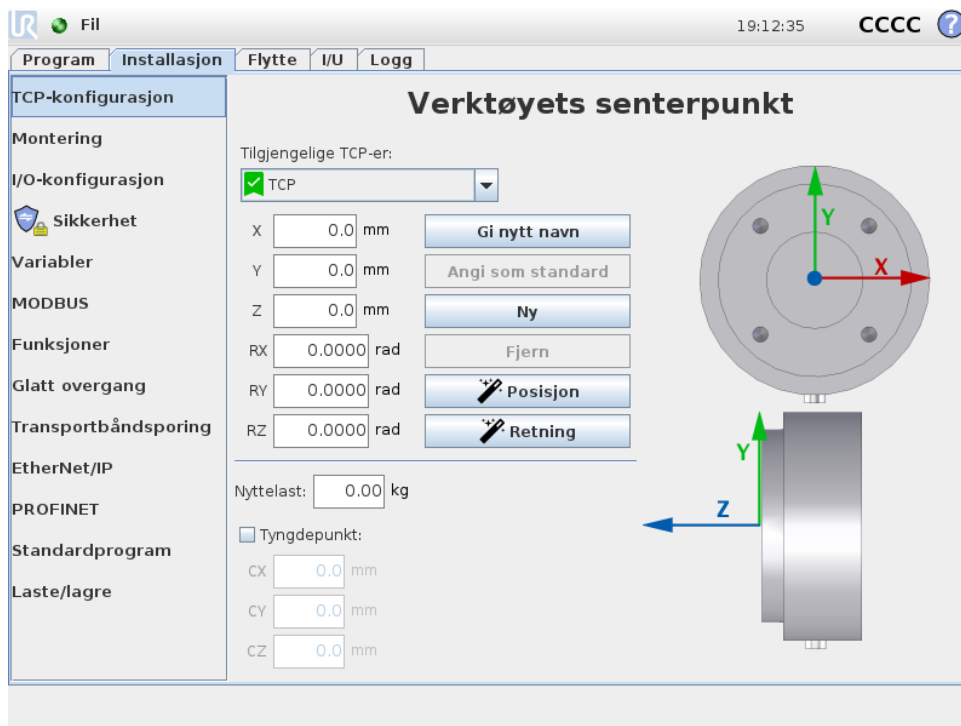 UR Fil 19:12:35 CCCC ?
Program Installasjon Flytte I/U Logg
TCP-konfigurasjon
Montering
I/O-konfigurasjon
Sikkerhet
Variabler
MODBUS
Funksjoner
Glatt overgang
Transportbåndsporing
EtherNet/IP
PROFINET
Standardprogram
Laste/lagre
Verktøyets senterpunkt
Tilgjengelige TCP-er:
TCP
X 0.0 mm Gi nytt navn
Y 0.0 mm Angi som standard
Z 0.0 mm Ny
RX 0.0000 rad Fjern
RY 0.0000 rad Posisjon
RZ 0.0000 rad Retning
Nyttelast: 0.00 kg
Tyngdepunkt:
CX 0.0 mm
CY 0.0 mm
CZ 0.0 mm
Y
X
Y
Z